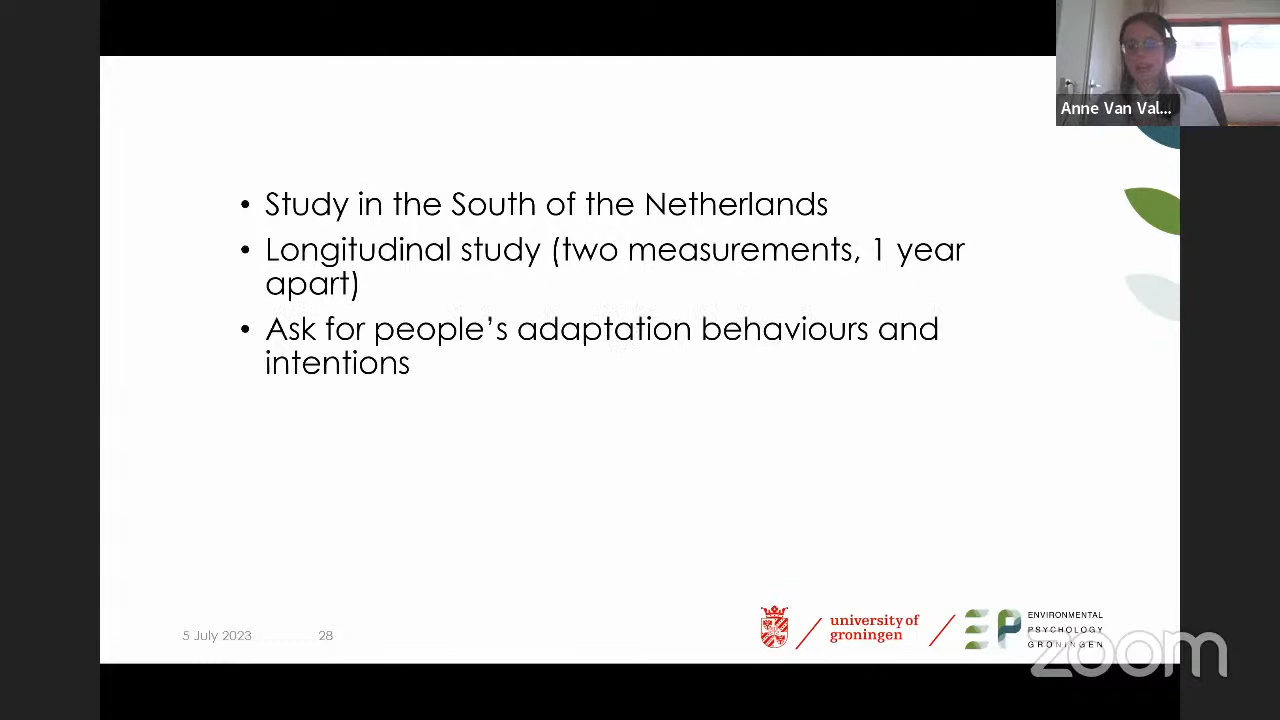 Anne Van Val...
• Study in the South of the Netherlands
• Longitudinal study (two measurements, 1 year
apart)
• Ask for people’s adaptation behaviours and
intentions
5 July 2023
28
university of
groningen
EP
ENVIRONMENTAL
PSYCHOLOGY
GRONINGEN
zoom